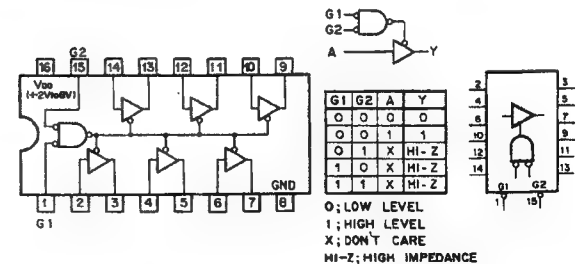 G2
16 15 14 13 12 11 10 9
VDD
(+2Vto6V)
GND
1 2 3 4 5 6 7 8
G1
G1
G2
A
Y
G1 G2 A Y
0 0 0 0
0 0 1 1
0 1 X HI-Z
1 0 X HI-Z
1 1 X HI-Z
0; LOW LEVEL
1; HIGH LEVEL
X; DON'T CARE
HI-Z; HIGH IMPEDANCE
2 3
4 5
6 7
10 9
12 11
14 13
G1 G2
1 15